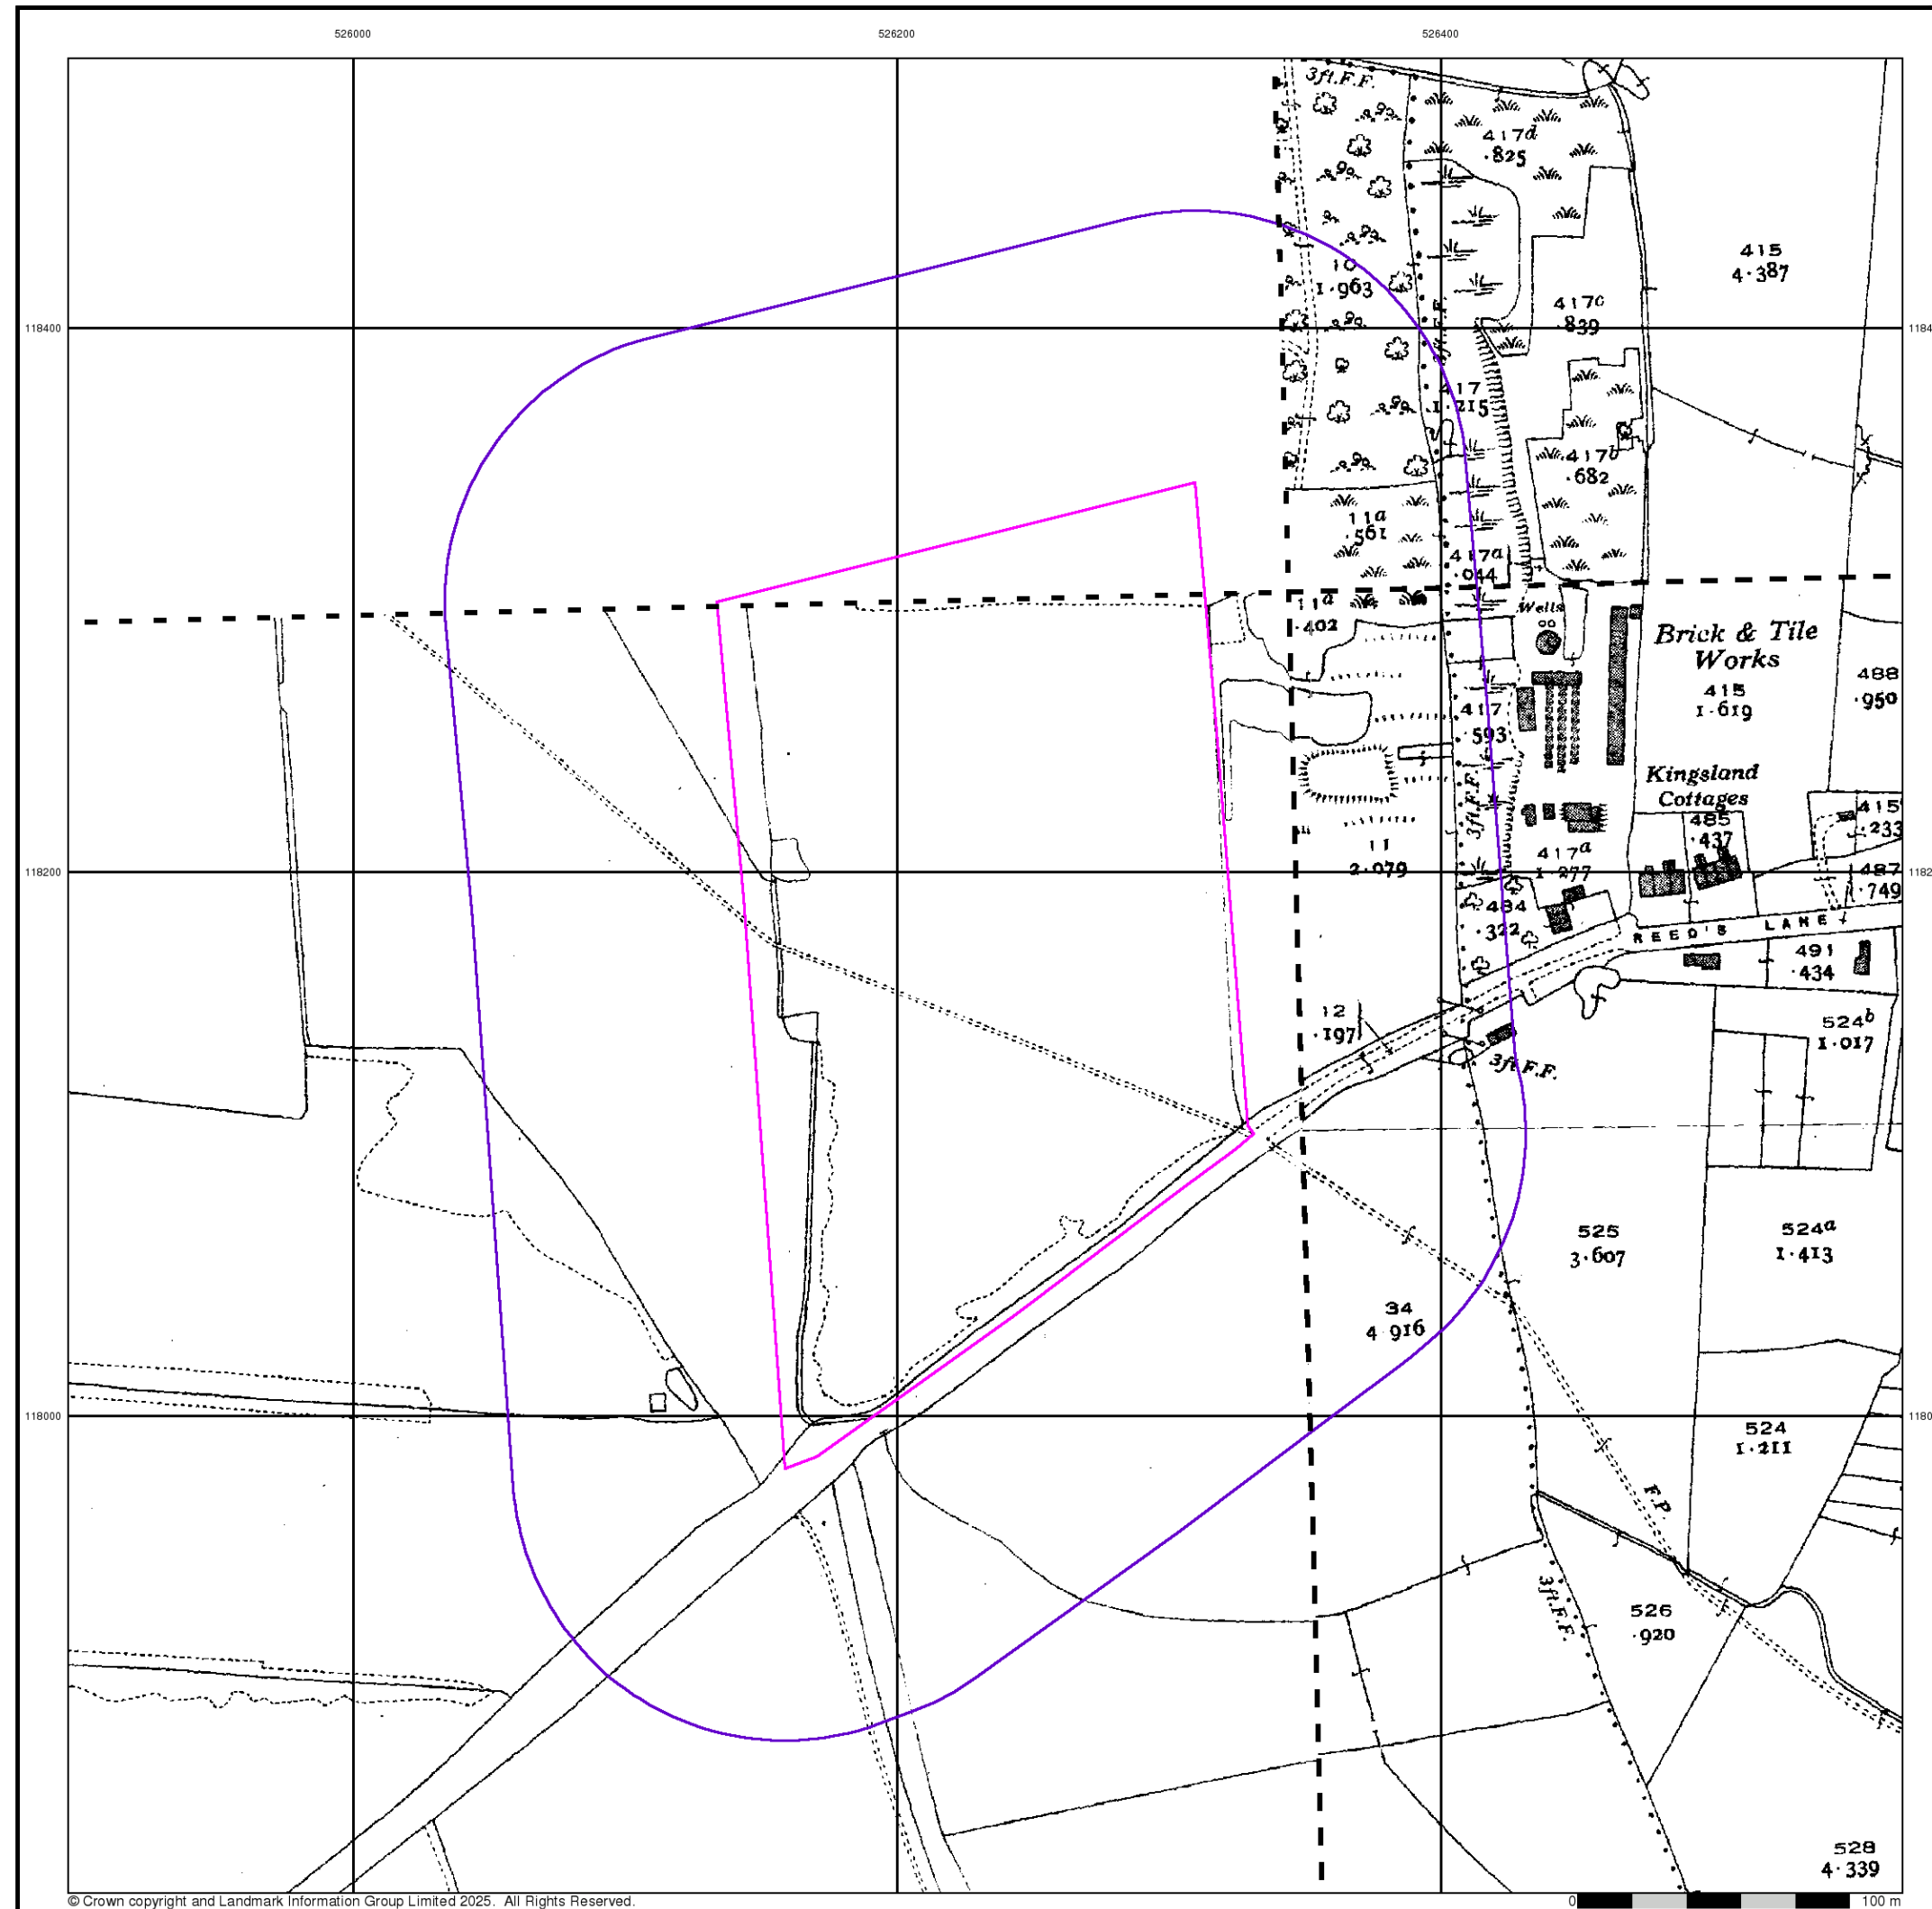 526000 526200 526400
3ft.F.F.
417d
·825
415
4·387
10
1·963
417c
·839
118400
417
1·215
417b
·682
11a
·561
417a
·044
Wells
11a
·402
Brick & Tile
Works
415
1·619
488
·950
417
·593
Kingsland
Cottages
485
·437
415
·233
3ft.F.F.
11
2·079
417a
1·277
118200
487
·749
484
·322
REED'S LANE
491
·434
12
·197
524b
1·017
3ft.F.F.
525
3·607
524a
1·413
34
4·916
118000
524
1·211
F.P.
3ft.F.F.
526
·920
528
4·339
© Crown copyright and Landmark Information Group Limited 2025. All Rights Reserved.
0 100 m